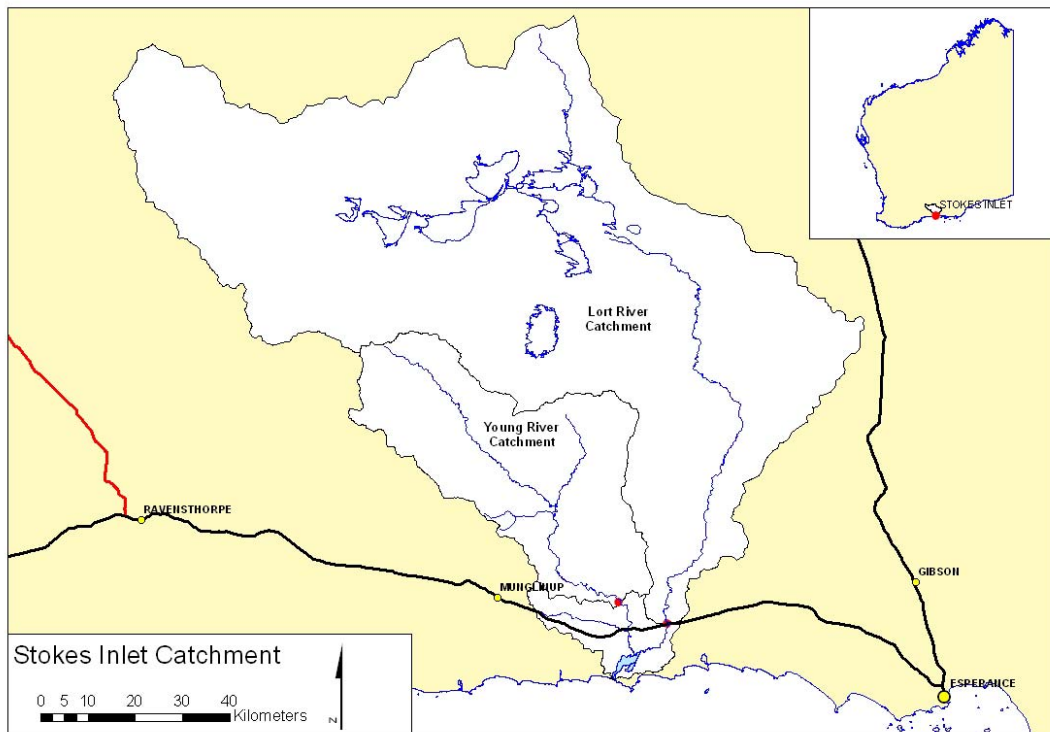 STOKES INLET
Lort River
Catchment
Young River
Catchment
RAVENSTHORPE
GIBSON
MUNGLINUP
ESPERANCE
Stokes Inlet Catchment
0 5 10 20 30 40
Kilometers
N